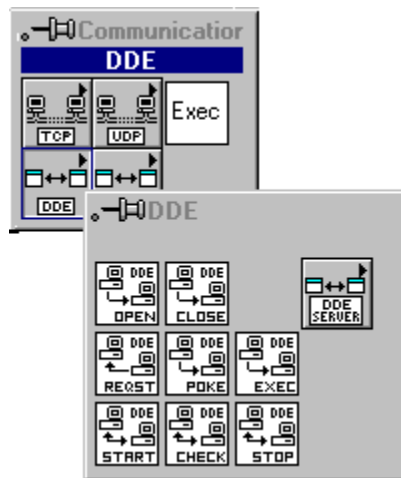 Communicatior
DDE
TCP UDP Exec
DDE
DDE
DDE DDE
OPEN CLOSE
DDE
SERVER
DDE DDE DDE
REQST POKE EXEC
DDE DDE DDE
START CHECK STOP